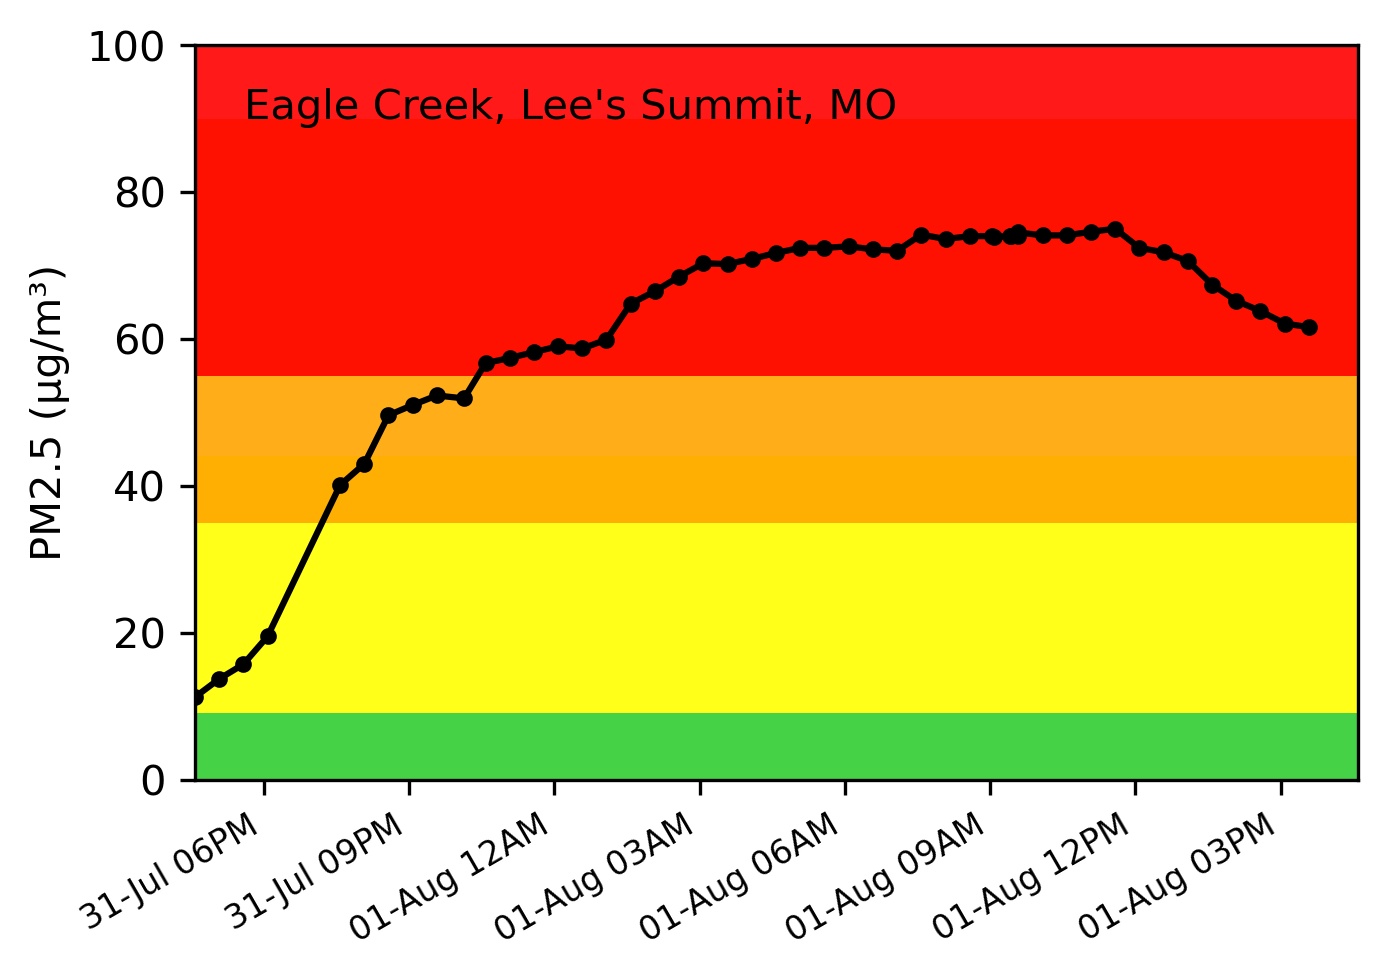 Eagle Creek, Lee's Summit, MO
PM2.5 (µg/m³)
100
80
60
40
20
0
31-Jul 06PM
31-Jul 09PM
01-Aug 12AM
01-Aug 03AM
01-Aug 06AM
01-Aug 09AM
01-Aug 12PM
01-Aug 03PM